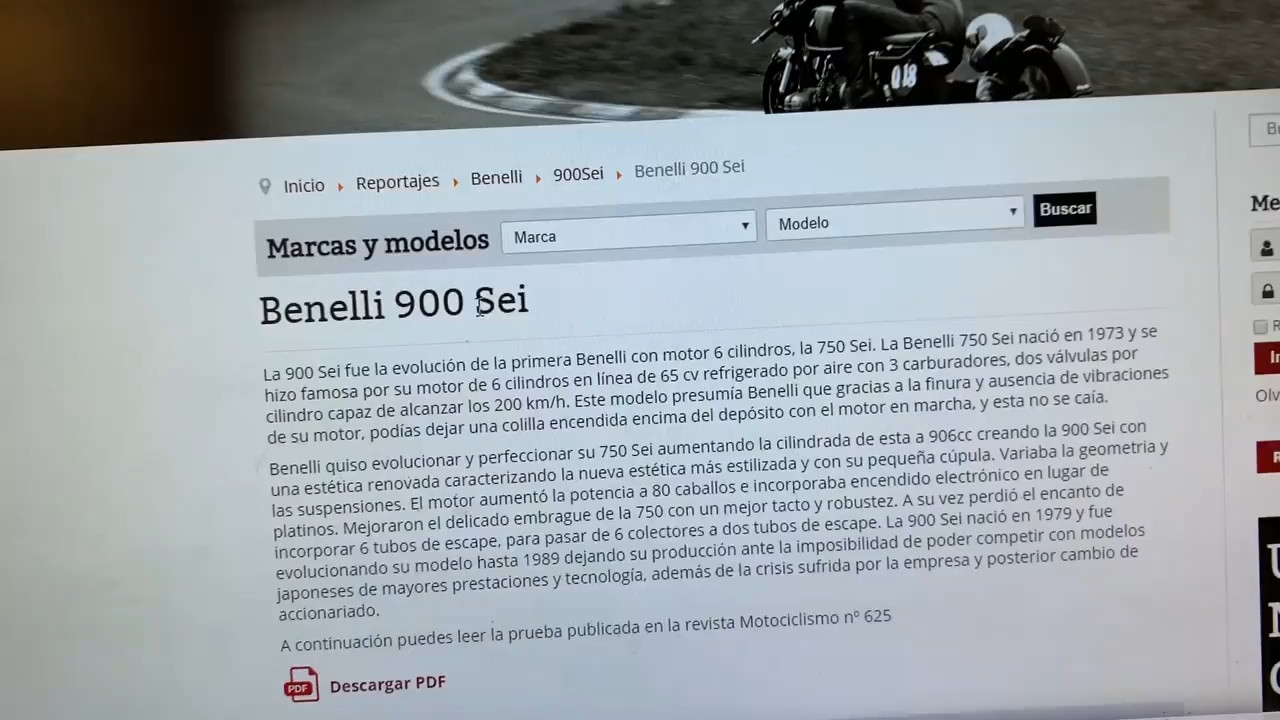 Q18
Inicio Reportajes Benelli 900Sei Benelli 900 Sei
Marcas y modelos Marca Modelo Buscar
Benelli 900 Sei
La 900 Sei fue la evolución de la primera Benelli con motor 6 cilindros, la 750 Sei. La Benelli 750 Sei nació en 1973 y se
hizo famosa por su motor de 6 cilindros en línea de 65 cv refrigerado por aire con 3 carburadores, dos válvulas por
cilindro capaz de alcanzar los 200 km/h. Este modelo presumía Benelli que gracias a la finura y ausencia de vibraciones
de su motor, podías dejar una colilla encendida encima del depósito con el motor en marcha, y esta no se caía.
Benelli quiso evolucionar y perfeccionar su 750 Sei aumentando la cilindrada de esta a 906cc creando la 900 Sei con
una estética renovada caracterizando la nueva estética más estilizada y con su pequeña cúpula. Variaba la geometria y
las suspensiones. El motor aumentó la potencia a 80 caballos e incorporaba encendido electrónico en lugar de
platinos. Mejoraron el delicado embrague de la 750 con un mejor tacto y robustez. A su vez perdió el encanto de
incorporar 6 tubos de escape, para pasar de 6 colectores a dos tubos de escape. La 900 Sei nació en 1979 y fue
evolucionando su modelo hasta 1989 dejando su producción ante la imposibilidad de poder competir con modelos
japoneses de mayores prestaciones y tecnología, además de la crisis sufrida por la empresa y posterior cambio de
accionariado.
A continuación puedes leer la prueba publicada en la revista Motociclismo nº 625
PDF Descargar PDF
Me
Olv